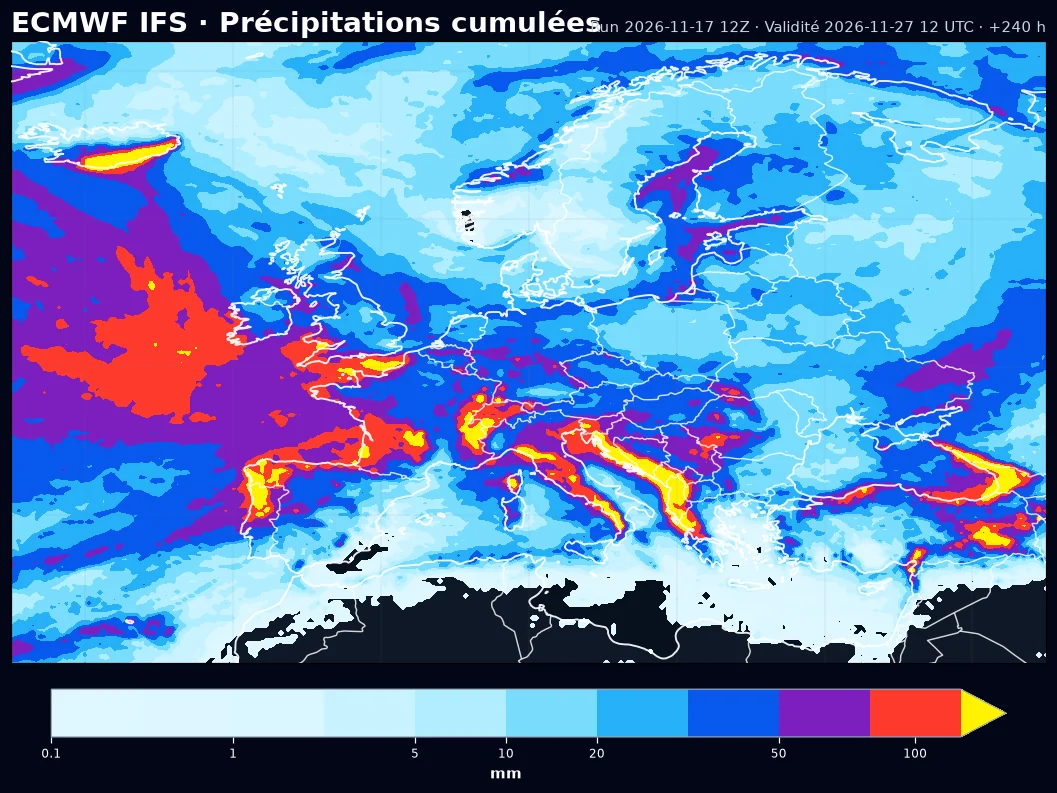 ECMWF IFS · Précipitations cumulées
Run 2026-11-17 12Z · Validité 2026-11-27 12 UTC · +240 h
0.1 1 5 10 20 50 100
mm